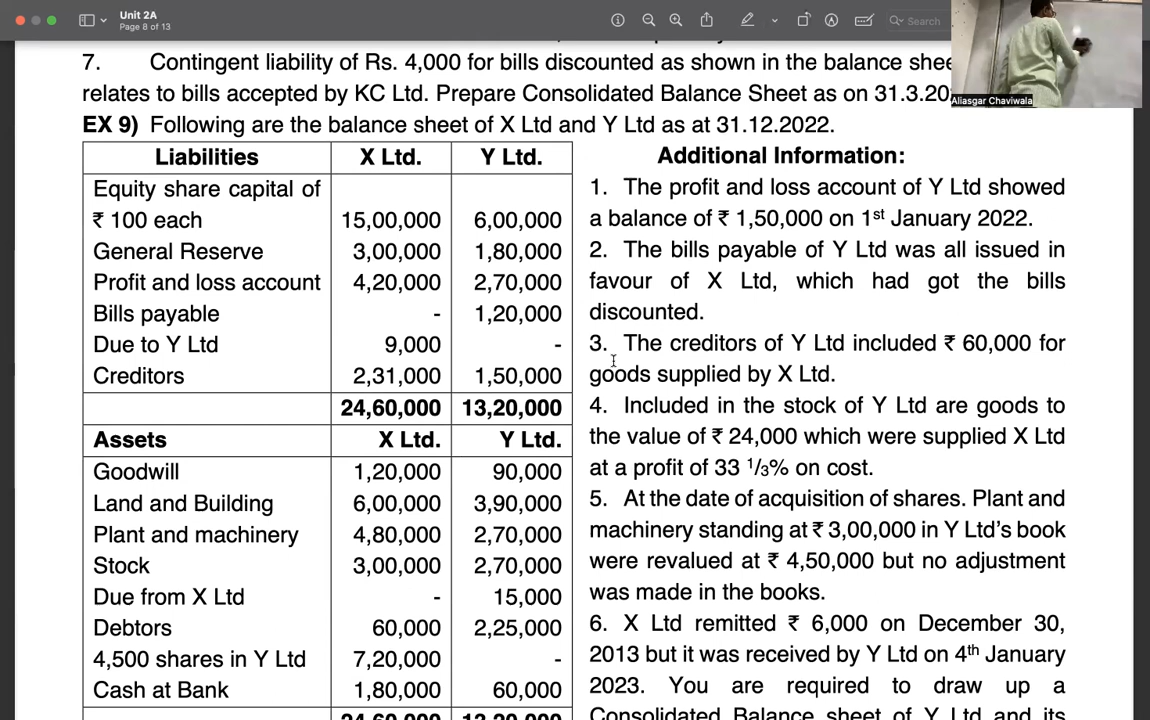 Unit 2A
Page 8 of 13
Search
7. Contingent liability of Rs. 4,000 for bills discounted as shown in the balance
relates to bills accepted by KC Ltd. Prepare Consolidated Balance Sheet as on
Aliasgar Chaviwala
EX 9) Following are the balance sheet of X Ltd and Y Ltd as at 31.12.2022.
Liabilities X Ltd. Y Ltd.
Equity share capital of
₹ 100 each 15,00,000 6,00,000
General Reserve 3,00,000 1,80,000
Profit and loss account 4,20,000 2,70,000
Bills payable - 1,20,000
Due to Y Ltd 9,000 -
Creditors 2,31,000 1,50,000
24,60,000 13,20,000
Assets X Ltd. Y Ltd.
Goodwill 1,20,000 90,000
Land and Building 6,00,000 3,90,000
Plant and machinery 4,80,000 2,70,000
Stock 3,00,000 2,70,000
Due from X Ltd - 15,000
Debtors 60,000 2,25,000
4,500 shares in Y Ltd 7,20,000 -
Cash at Bank 1,80,000 60,000
24,60,000 13,20,000
Additional Information:
1. The profit and loss account of Y Ltd showed
a balance of ₹ 1,50,000 on 1st January 2022.
2. The bills payable of Y Ltd was all issued in
favour of X Ltd, which had got the bills
discounted.
3. The creditors of Y Ltd included ₹ 60,000 for
goods supplied by X Ltd.
4. Included in the stock of Y Ltd are goods to
the value of ₹ 24,000 which were supplied X Ltd
at a profit of 33 1/3% on cost.
5. At the date of acquisition of shares. Plant and
machinery standing at ₹ 3,00,000 in Y Ltd's book
were revalued at ₹ 4,50,000 but no adjustment
was made in the books.
6. X Ltd remitted ₹ 6,000 on December 30,
2013 but it was received by Y Ltd on 4th January
2023. You are required to draw up a
Consolidated Balance sheet of Y Ltd and its